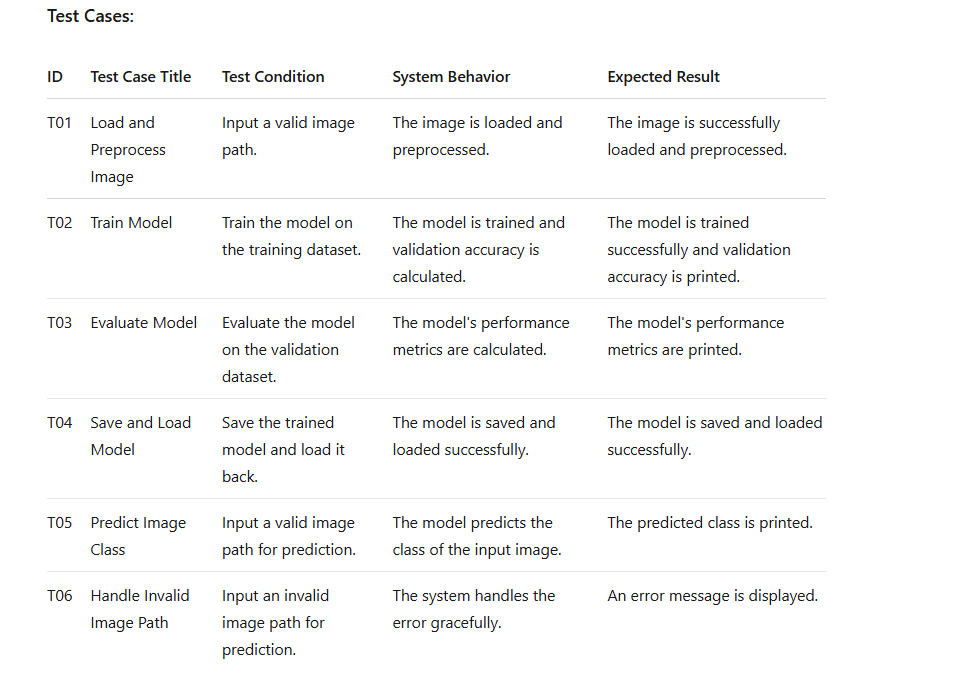 Test Cases:
ID Test Case Title Test Condition System Behavior Expected Result
T01 Load and Input a valid image The image is loaded and The image is successfully
Preprocess path. preprocessed. loaded and preprocessed.
Image
T02 Train Model Train the model on The model is trained and The model is trained
the training dataset. validation accuracy is successfully and validation
calculated. accuracy is printed.
T03 Evaluate Model Evaluate the model The model's performance The model's performance
on the validation metrics are calculated. metrics are printed.
dataset.
T04 Save and Load Save the trained The model is saved and The model is saved and loaded
Model model and load it loaded successfully. successfully.
back.
T05 Predict Image Input a valid image The model predicts the The predicted class is printed.
Class path for prediction. class of the input image.
T06 Handle Invalid Input an invalid The system handles the An error message is displayed.
Image Path image path for error gracefully.
prediction.